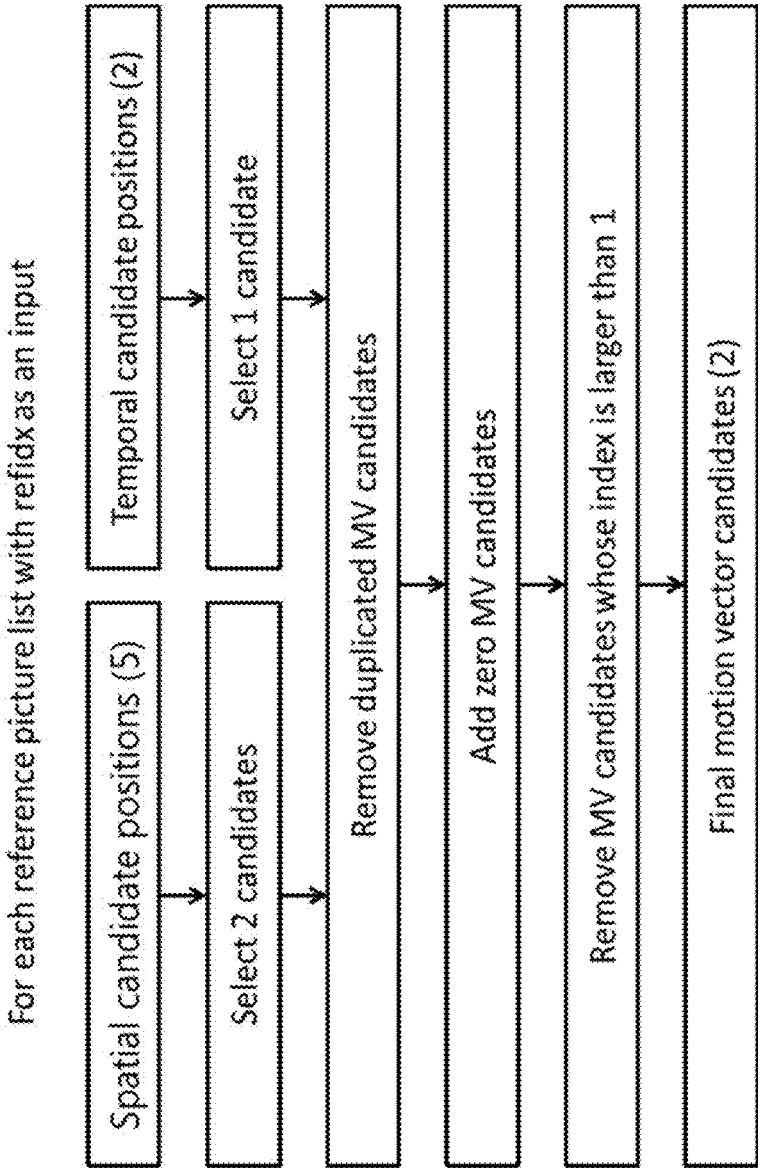 For each reference picture list with refidx as an input
Spatial candidate positions (5)
Temporal candidate positions (2)
Select 2 candidates
Select 1 candidate
Remove duplicated MV candidates
Add zero MV candidates
Remove MV candidates whose index is larger than 1
Final motion vector candidates (2)